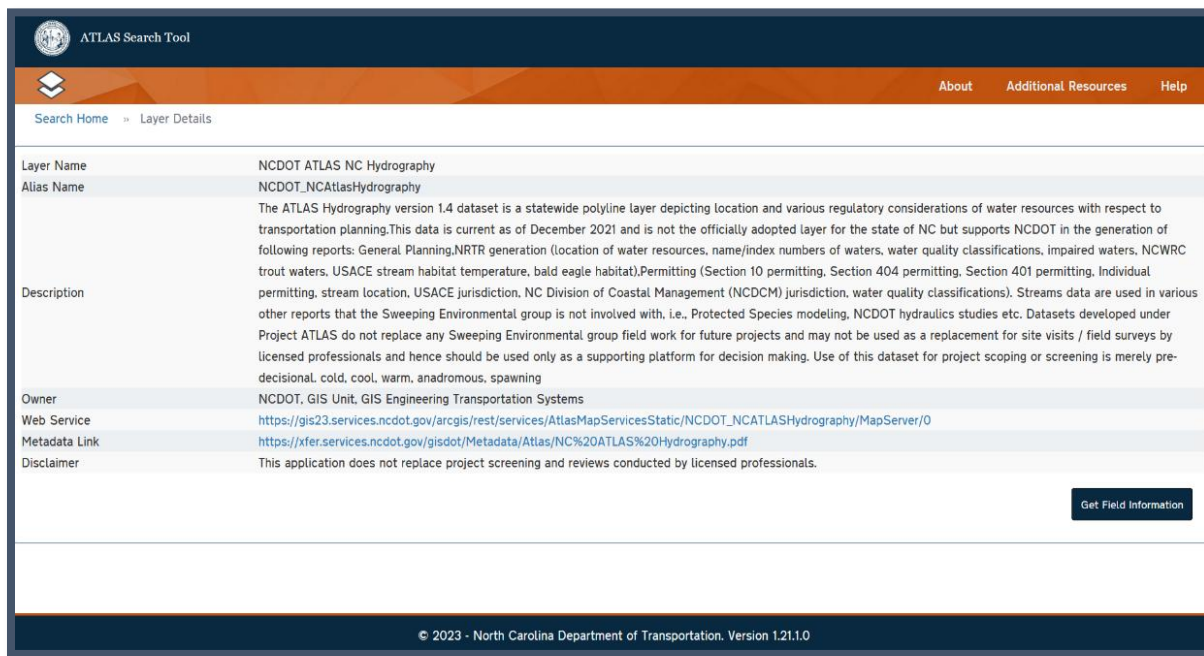 ATLAS Search Tool
About Additional Resources Help
Search Home » Layer Details
Layer Name NCDOT ATLAS NC Hydrography
Alias Name NCDOT_NCAtlasHydrography
The ATLAS Hydrography version 1.4 dataset is a statewide polyline layer depicting location and various regulatory considerations of water resources with respect to
transportation planning.This data is current as of December 2021 and is not the officially adopted layer for the state of NC but supports NCDOT in the generation of
following reports: General Planning,NRTR generation (location of water resources, name/index numbers of waters, water quality classifications, impaired waters, NCWRC
trout waters, USACE stream habitat temperature, bald eagle habitat),Permitting (Section 10 permitting, Section 404 permitting, Section 401 permitting, Individual
Description permitting, stream location, USACE jurisdiction, NC Division of Coastal Management (NCDCM) jurisdiction, water quality classifications). Streams data are used in various
other reports that the Sweeping Environmental group is not involved with, i.e., Protected Species modeling, NCDOT hydraulics studies etc. Datasets developed under
Project ATLAS do not replace any Sweeping Environmental group field work for future projects and may not be used as a replacement for site visits / field surveys by
licensed professionals and hence should be used only as a supporting platform for decision making. Use of this dataset for project scoping or screening is merely pre-
decisional. cold, cool, warm, anadromous, spawning
Owner NCDOT, GIS Unit, GIS Engineering Transportation Systems
Web Service https://gis23.services.ncdot.gov/arcgis/rest/services/AtlasMapServicesStatic/NCDOT_NCATLASHydrography/MapServer/0
Metadata Link https://xfer.services.ncdot.gov/gisdot/Metadata/Atlas/NC%20ATLAS%20Hydrography.pdf
Disclaimer This application does not replace project screening and reviews conducted by licensed professionals.
Get Field Information
© 2023 - North Carolina Department of Transportation. Version 1.21.1.0